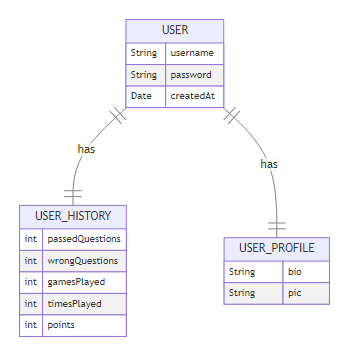 USER
String username
String password
Date createdAt
has
has
USER_HISTORY
int passedQuestions
int wrongQuestions
int gamesPlayed
int timesPlayed
int points
USER_PROFILE
String bio
String pic